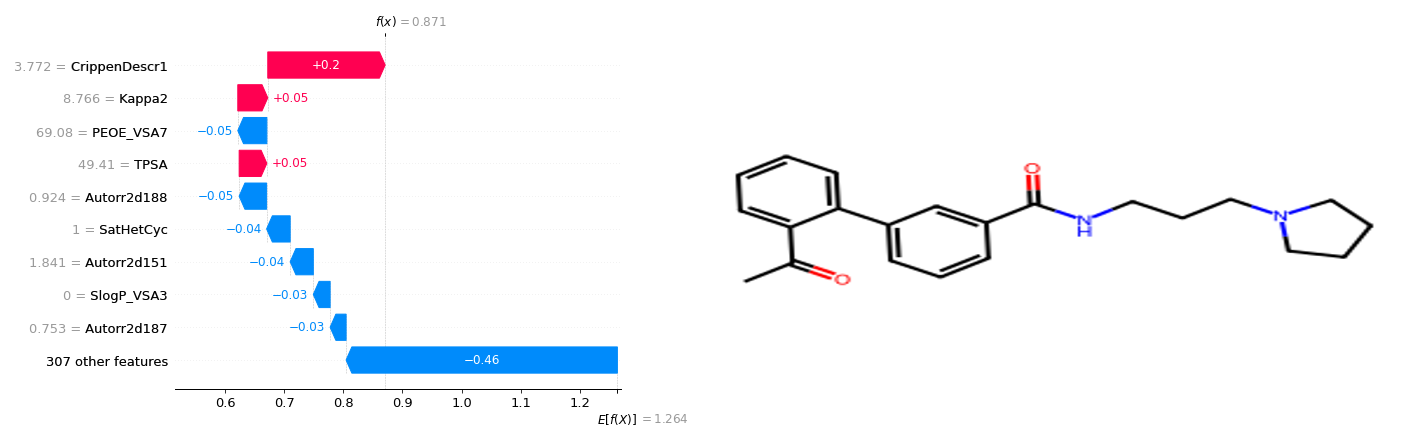 f(x) = 0.871
3.772 = CrippenDescr1
+0.2
8.766 = Kappa2
+0.05
69.08 = PEOE_VSA7
−0.05
49.41 = TPSA
+0.05
0.924 = Autorr2d188
−0.05
1 = SatHetCyc
−0.04
1.841 = Autorr2d151
−0.04
0 = SlogP_VSA3
−0.03
0.753 = Autorr2d187
−0.03
307 other features
−0.46
0.6 0.7 0.8 0.9 1.0 1.1 1.2
E[f(X)] = 1.264
O
N
H
N
O